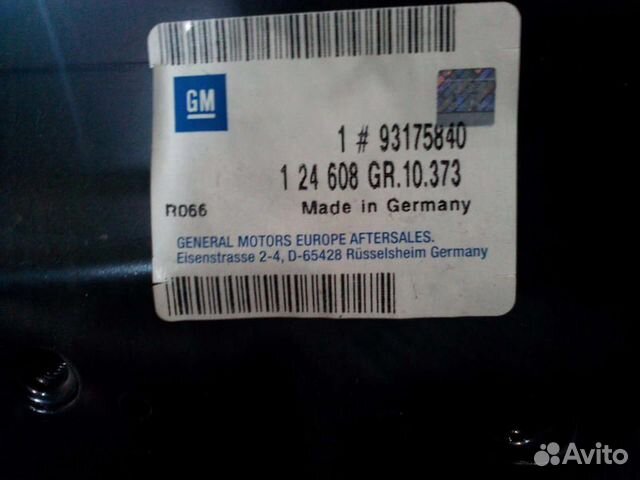 GM
1 # 93175840
1 24 608 GR.10.373
R066 Made in Germany
GENERAL MOTORS EUROPE AFTERSALES.
Eisenstrasse 2-4, D-65428 Rüsselsheim Germany
Avito